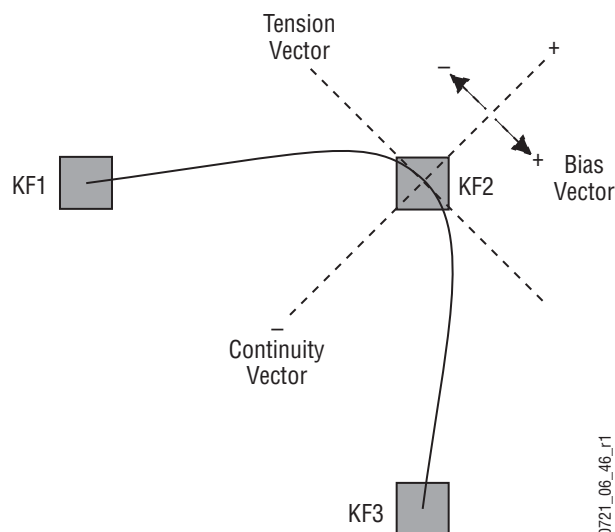 Tension
Vector
+
–
+
Bias
Vector
KF1
KF2
–
Continuity
Vector
KF3
0721_06_46_r1